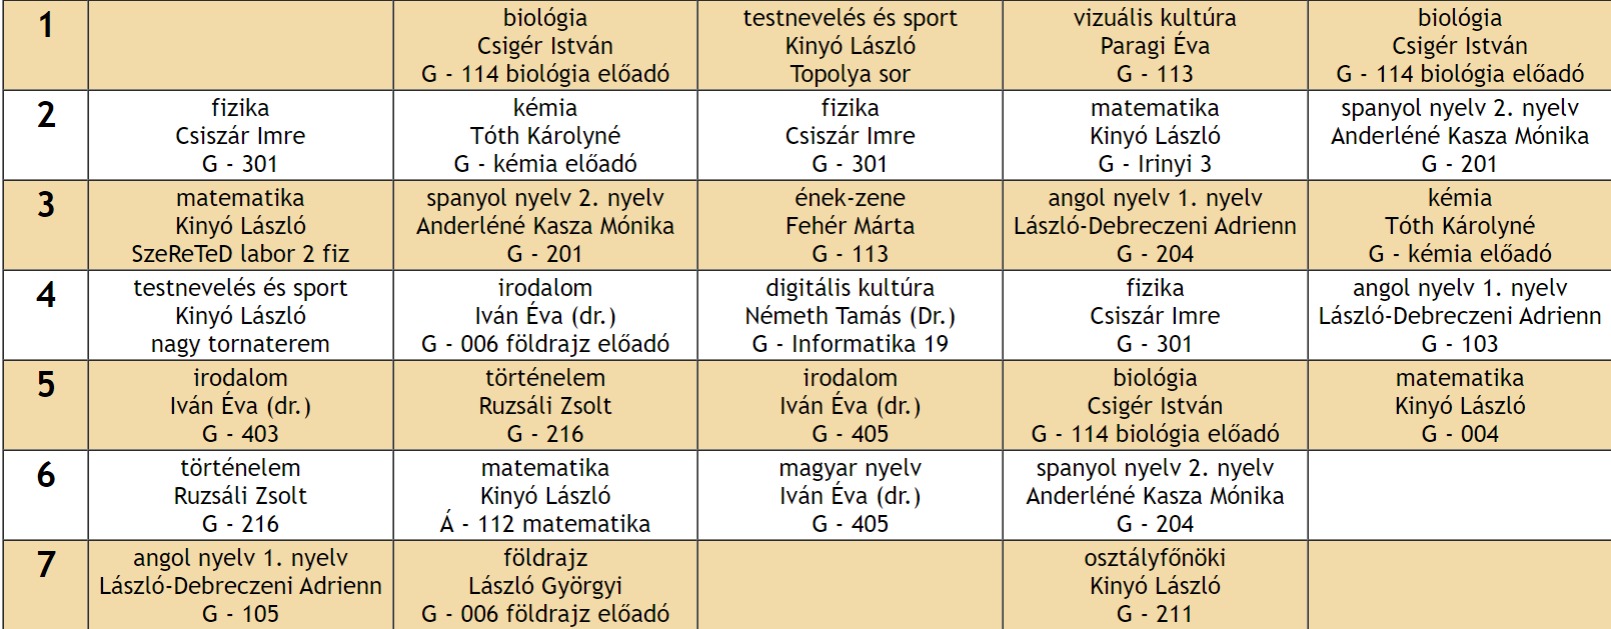 1
biológia
Csigér István
G - 114 biológia előadó
testnevelés és sport
Kinyó László
Topolya sor
vizuális kultúra
Paragi Éva
G - 113
biológia
Csigér István
G - 114 biológia előadó
2
fizika
Csiszár Imre
G - 301
kémia
Tóth Károlyné
G - kémia előadó
fizika
Csiszár Imre
G - 301
matematika
Kinyó László
G - Irinyi 3
spanyol nyelv 2. nyelv
Anderléné Kasza Mónika
G - 201
3
matematika
Kinyó László
SzeReTeD labor 2 fiz
spanyol nyelv 2. nyelv
Anderléné Kasza Mónika
G - 201
ének-zene
Fehér Márta
G - 113
angol nyelv 1. nyelv
László-Debreczeni Adrienn
G - 204
kémia
Tóth Károlyné
G - kémia előadó
4
testnevelés és sport
Kinyó László
nagy tornaterem
irodalom
Iván Éva (dr.)
G - 006 földrajz előadó
digitális kultúra
Németh Tamás (Dr.)
G - Informatika 19
fizika
Csiszár Imre
G - 301
angol nyelv 1. nyelv
László-Debreczeni Adrienn
G - 103
5
irodalom
Iván Éva (dr.)
G - 403
történelem
Ruzsáli Zsolt
G - 216
irodalom
Iván Éva (dr.)
G - 405
biológia
Csigér István
G - 114 biológia előadó
matematika
Kinyó László
G - 004
6
történelem
Ruzsáli Zsolt
G - 216
matematika
Kinyó László
Á - 112 matematika
magyar nyelv
Iván Éva (dr.)
G - 405
spanyol nyelv 2. nyelv
Anderléné Kasza Mónika
G - 204
7
angol nyelv 1. nyelv
László-Debreczeni Adrienn
G - 105
földrajz
László Györgyi
G - 006 földrajz előadó
osztályfőnöki
Kinyó László
G - 211